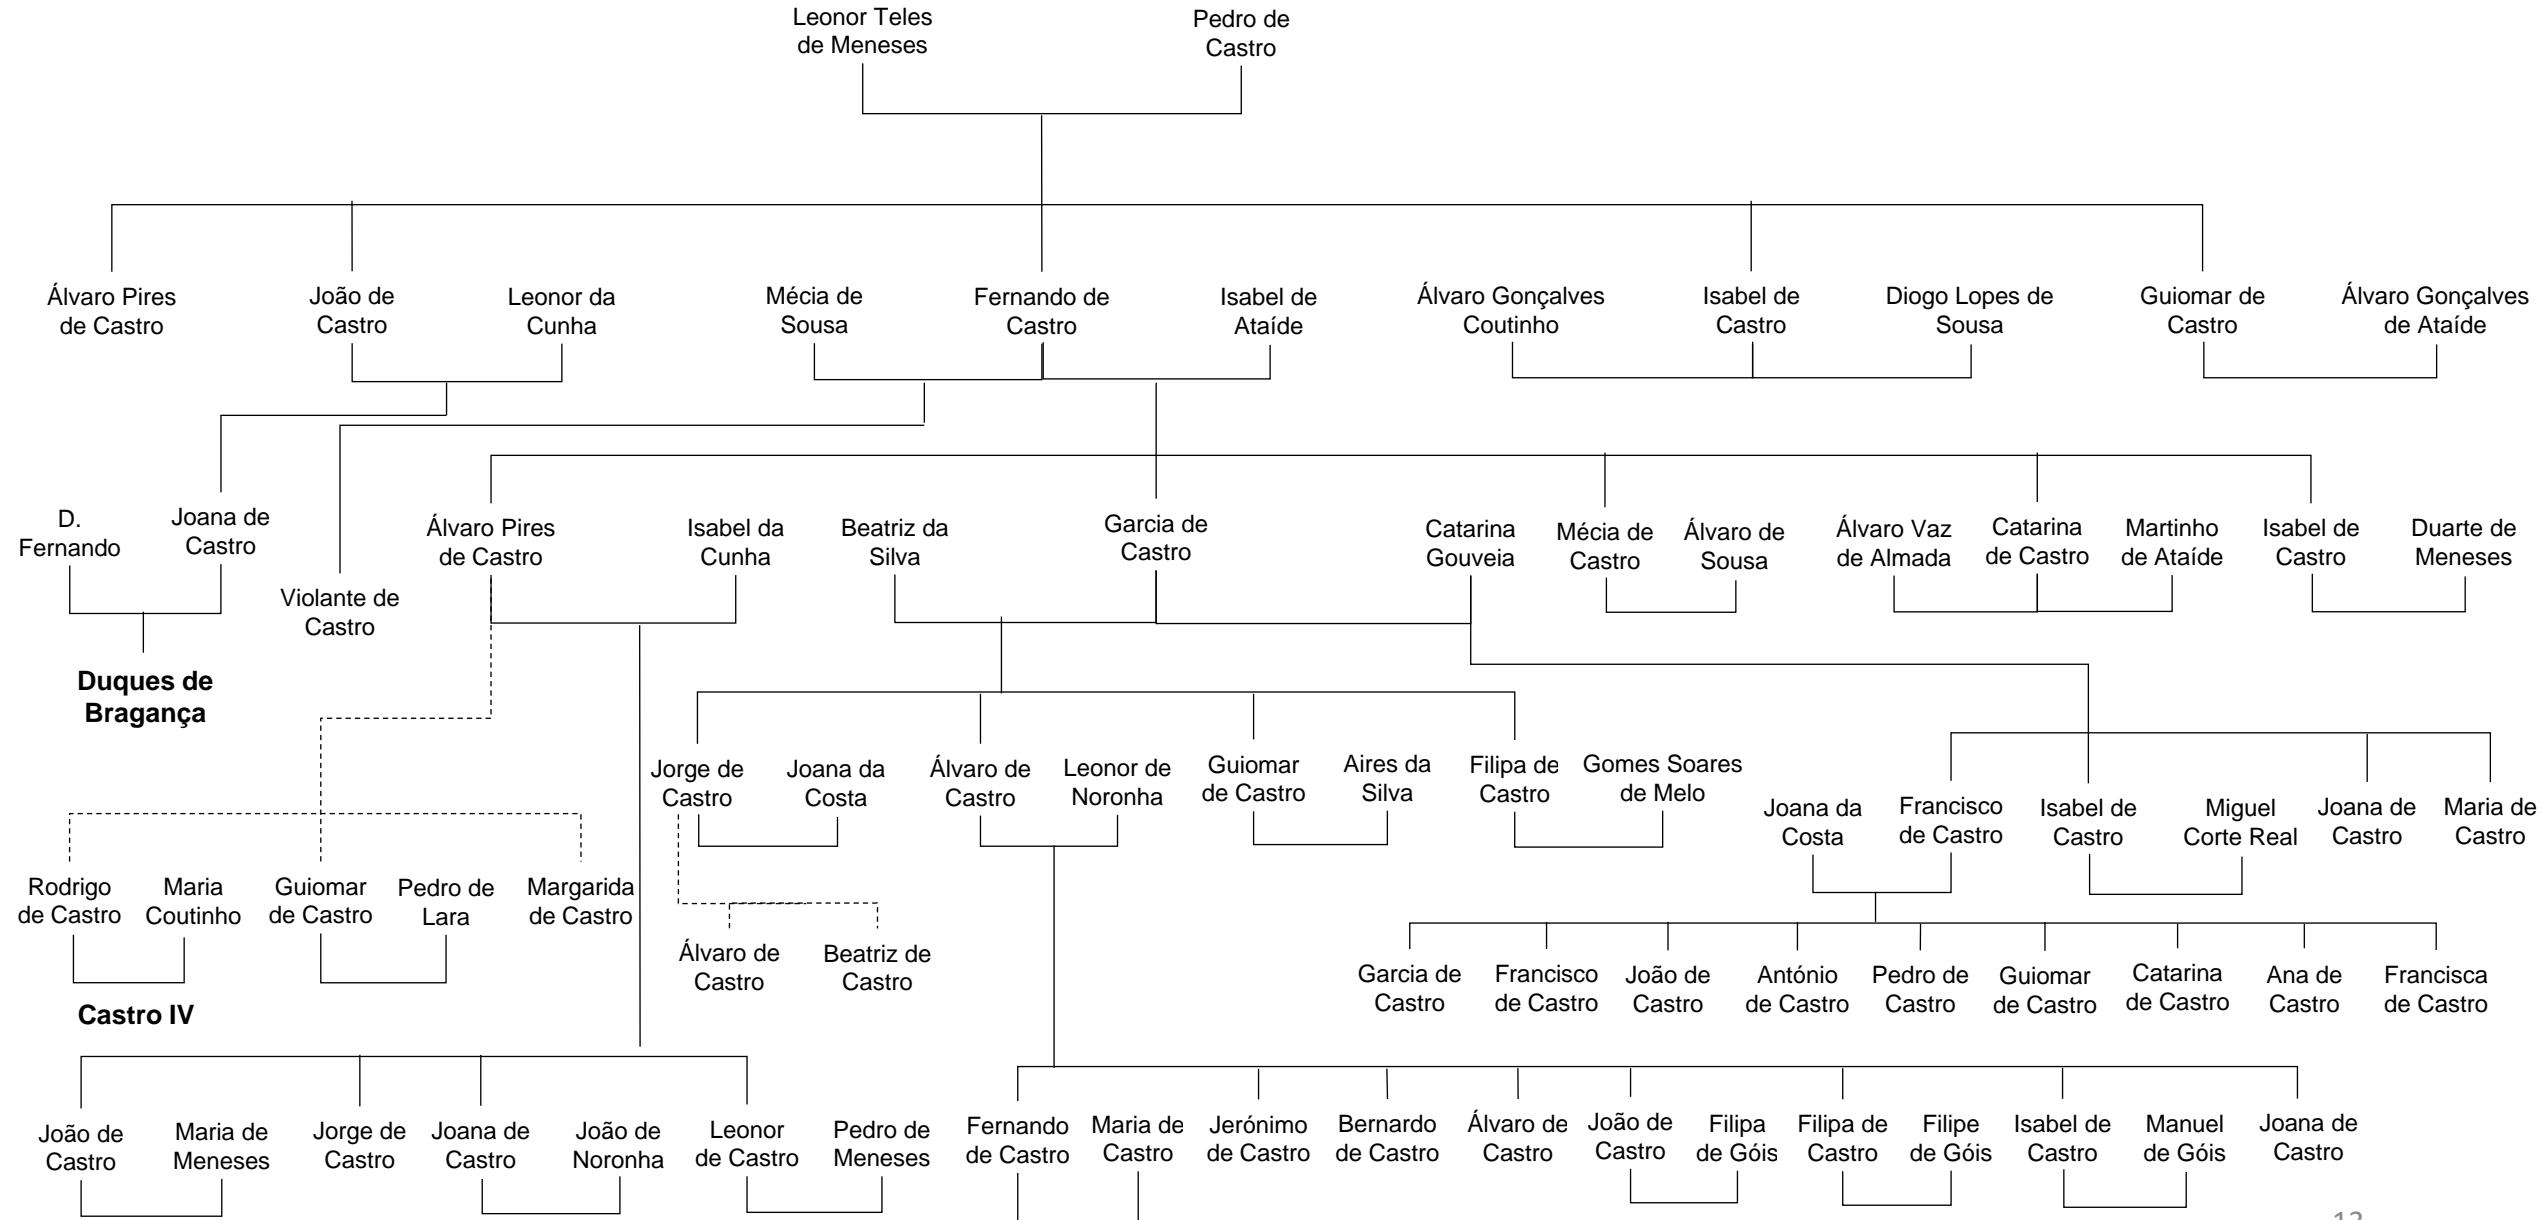 Leonor Teles
de Meneses
Pedro de
Castro
Álvaro Pires
de Castro
João de
Castro
Leonor da
Cunha
Mécia de
Sousa
Fernando de
Castro
Isabel de
Ataíde
Álvaro Gonçalves
Coutinho
Isabel de
Castro
Diogo Lopes de
Sousa
Guiomar de
Castro
Álvaro Gonçalves
de Ataíde
D.
Fernando
Joana de
Castro
Violante de
Castro
Álvaro Pires
de Castro
Isabel da
Cunha
Beatriz da
Silva
Garcia de
Castro
Catarina
Gouveia
Mécia de
Castro
Álvaro de
Sousa
Álvaro Vaz
de Almada
Catarina
de Castro
Martinho
de Ataíde
Isabel de
Castro
Duarte de
Meneses
Duques de
Bragança
Jorge de
Castro
Joana da
Costa
Álvaro de
Castro
Leonor de
Noronha
Guiomar
de Castro
Aires da
Silva
Filipa de
Castro
Gomes Soares
de Melo
Joana da
Costa
Francisco
de Castro
Isabel de
Castro
Miguel
Corte Real
Joana de
Castro
Maria de
Castro
Rodrigo
de Castro
Maria
Coutinho
Guiomar
de Castro
Pedro de
Lara
Margarida
de Castro
Álvaro de
Castro
Beatriz de
Castro
Garcia de
Castro
Francisco
de Castro
João de
Castro
António
de Castro
Pedro de
Castro
Guiomar
de Castro
Catarina
de Castro
Ana de
Castro
Francisca
de Castro
Castro IV
João de
Castro
Maria de
Meneses
Jorge de
Castro
Joana de
Castro
João de
Noronha
Leonor
de Castro
Pedro de
Meneses
Fernando
de Castro
Maria de
Castro
Jerónimo
de Castro
Bernardo
de Castro
Álvaro de
Castro
João de
Castro
Filipa
de Góis
Filipa de
Castro
Filipe
de Góis
Isabel de
Castro
Manuel
de Góis
Joana de
Castro